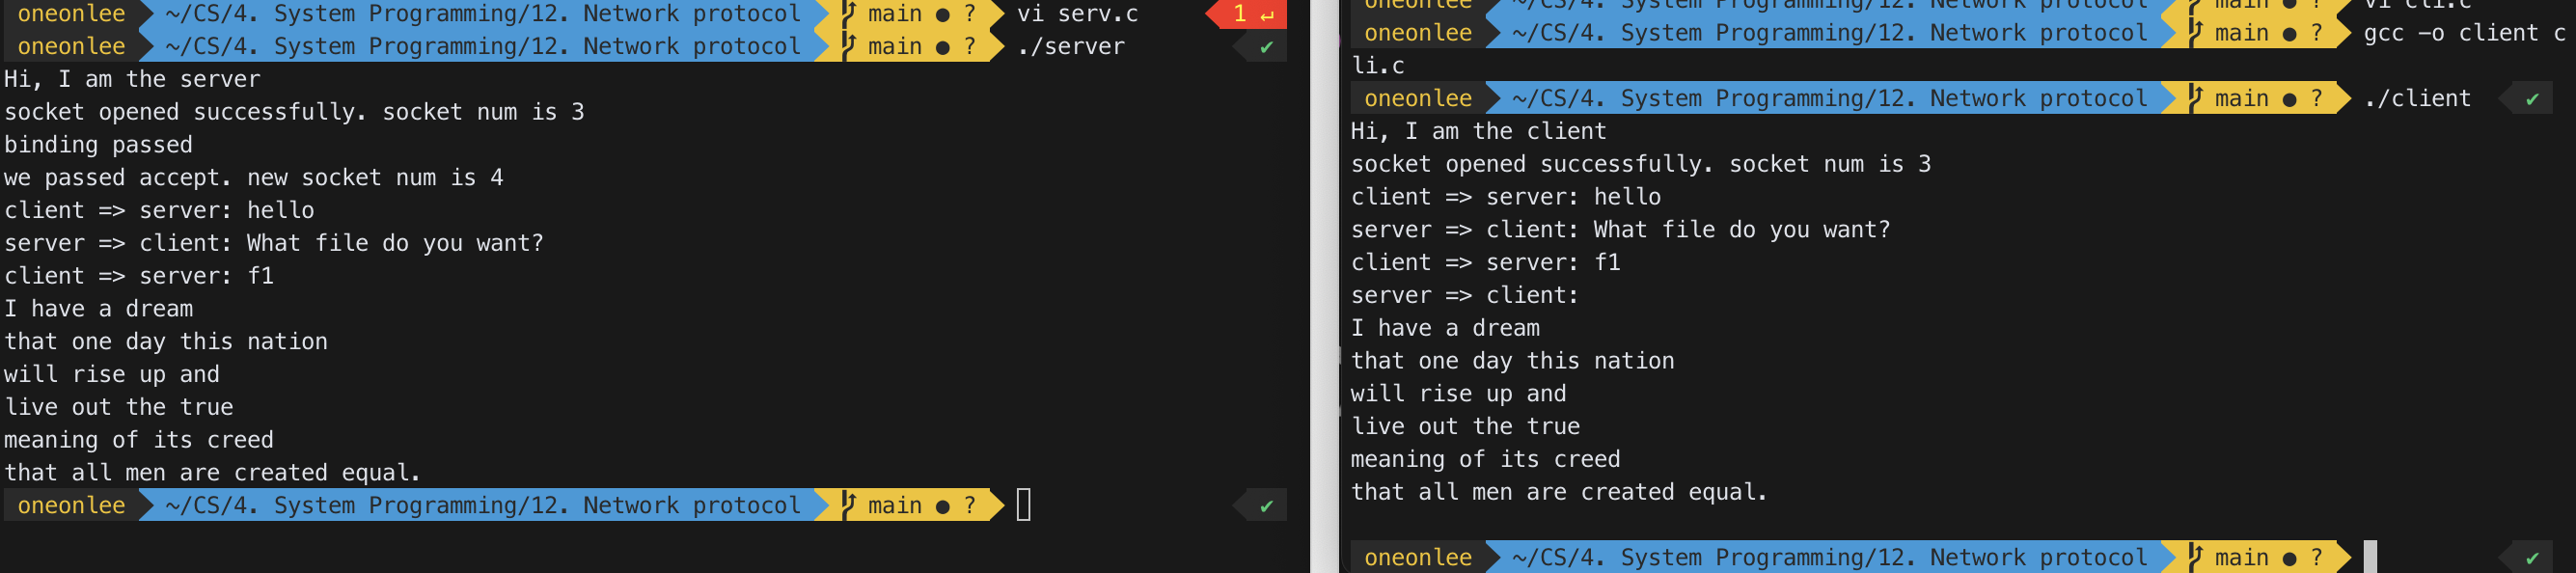 oneonlee ~/CS/4. System Programming/12. Network protocol main ● ? vi serv.c 1 ↵
oneonlee ~/CS/4. System Programming/12. Network protocol main ● ? ./server ✔
Hi, I am the server
socket opened successfully. socket num is 3
binding passed
we passed accept. new socket num is 4
client => server: hello
server => client: What file do you want?
client => server: f1
I have a dream
that one day this nation
will rise up and
live out the true
meaning of its creed
that all men are created equal.
oneonlee ~/CS/4. System Programming/12. Network protocol main ● ? ✔
oneonlee ~/CS/4. System Programming/12. Network protocol main ● ? vi cli.c
oneonlee ~/CS/4. System Programming/12. Network protocol main ● ? gcc -o client c
li.c
oneonlee ~/CS/4. System Programming/12. Network protocol main ● ? ./client ✔
Hi, I am the client
socket opened successfully. socket num is 3
client => server: hello
server => client: What file do you want?
client => server: f1
server => client:
I have a dream
that one day this nation
will rise up and
live out the true
meaning of its creed
that all men are created equal.
oneonlee ~/CS/4. System Programming/12. Network protocol main ● ? ✔